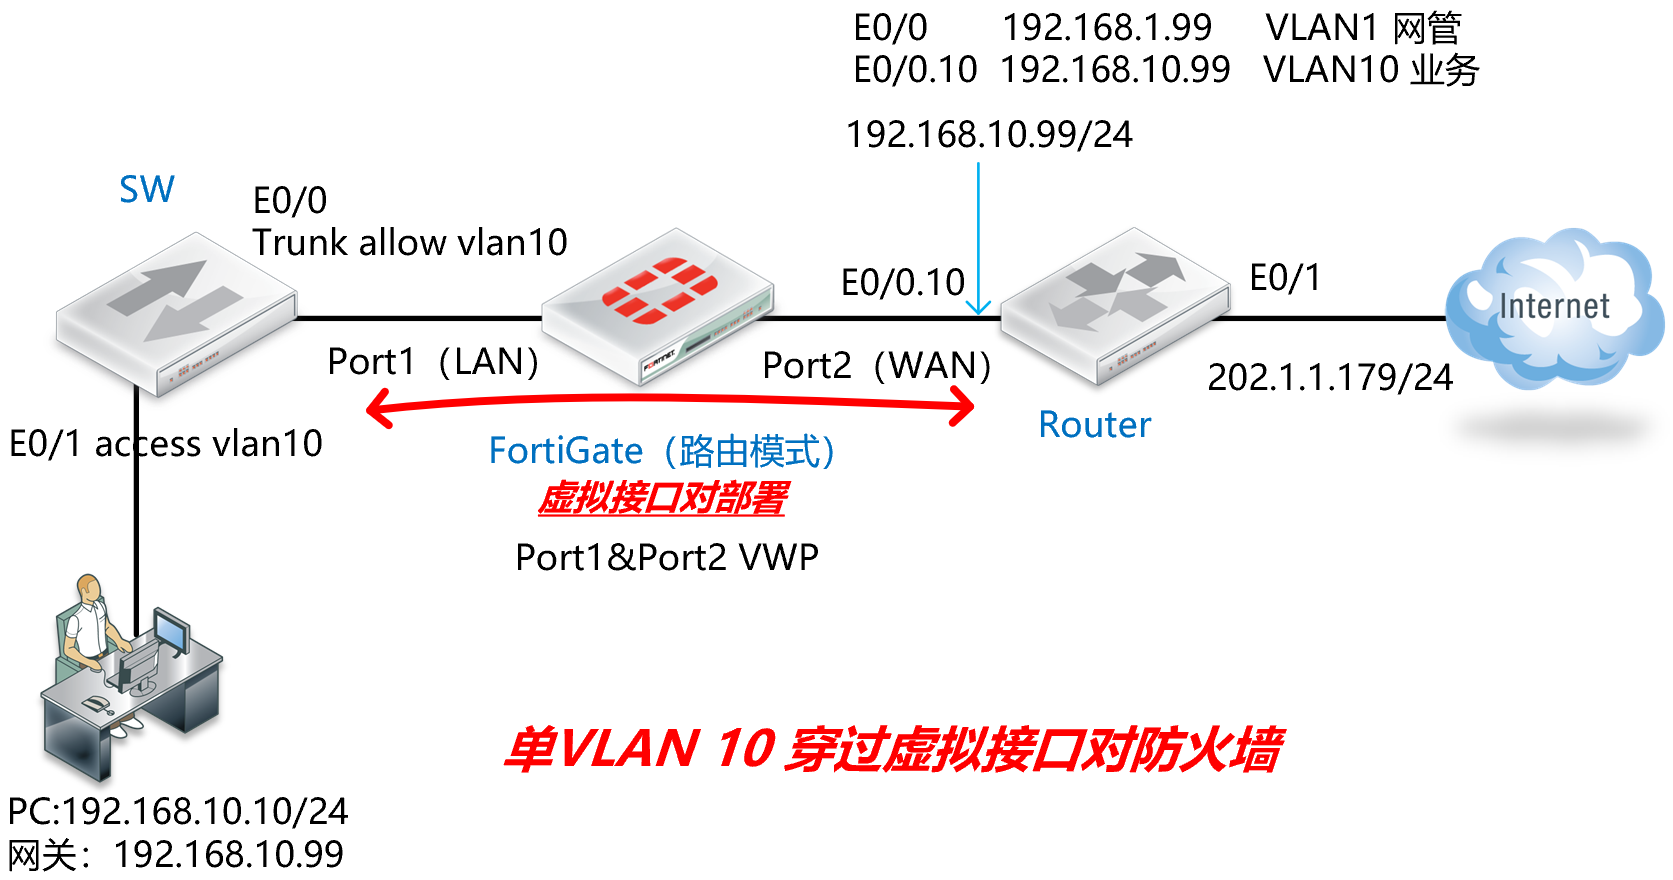 E0/0 192.168.1.99 VLAN1 网管
E0/0.10 192.168.10.99 VLAN10 业务
192.168.10.99/24
SW
E0/0
Trunk allow vlan10
E0/0.10
E0/1
Internet
Port1（LAN）
Port2（WAN）
FORTINET
202.1.1.179/24
Router
E0/1 access vlan10
FortiGate（路由模式）
虚拟接口对部署
Port1&Port2 VWP
单VLAN 10 穿过虚拟接口对防火墙
PC:192.168.10.10/24
网关：192.168.10.99